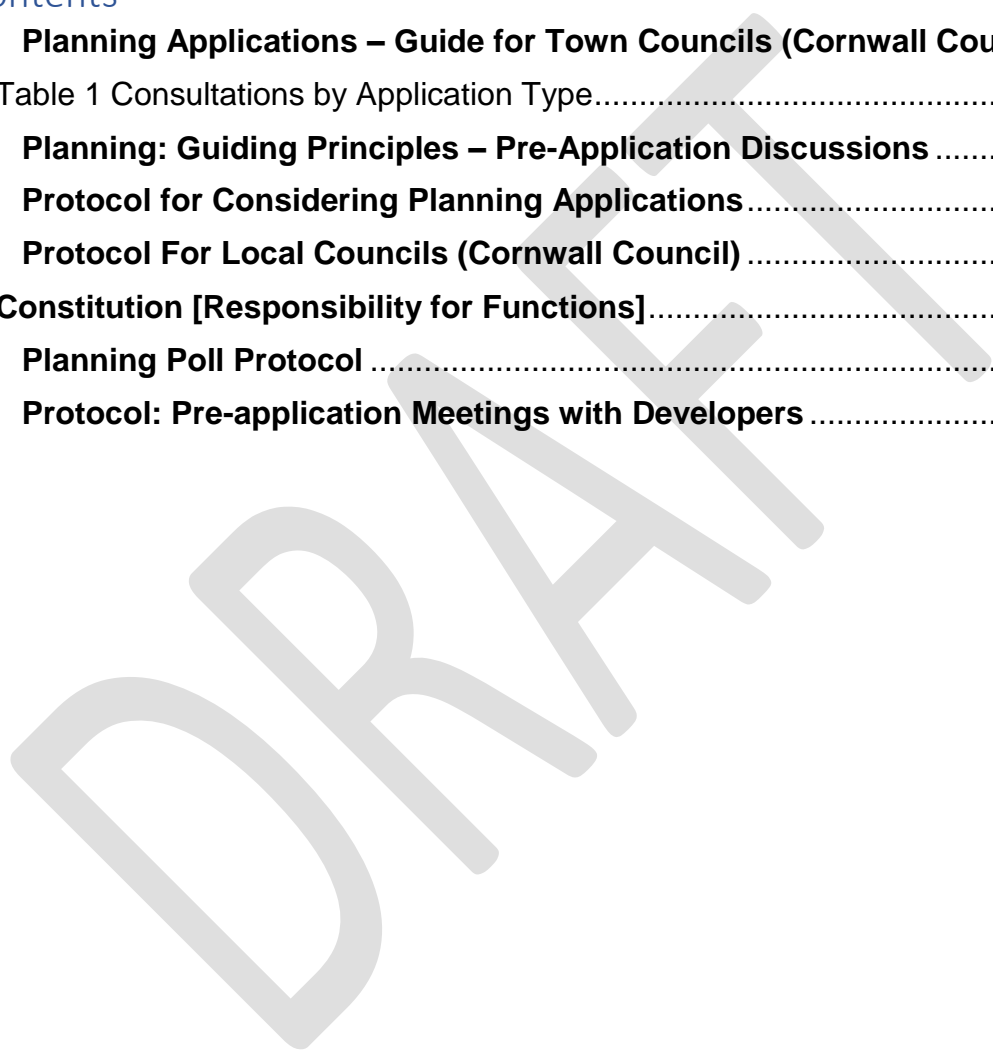 Planning Applications – Guide for Town Councils (Cornwall
Table 1 Consultations by Application Type..............................................
Planning: Guiding Principles – Pre-Application Discussions .......
Protocol for Considering Planning Applications..............................
Protocol For Local Councils (Cornwall Council)..............................
Constitution [Responsibility for Functions]..........................................
Planning Poll Protocol ..........................................................................
Protocol: Pre-application Meetings with Developers ......................
DRAFT